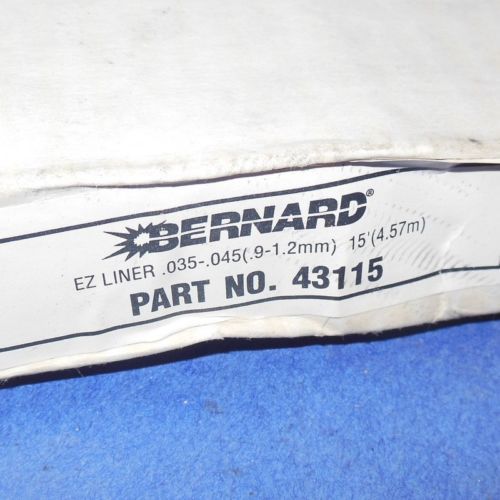 BERNARD®
EZ LINER .035-.045(.9-1.2mm) 15'(4.57m)
PART NO. 43115